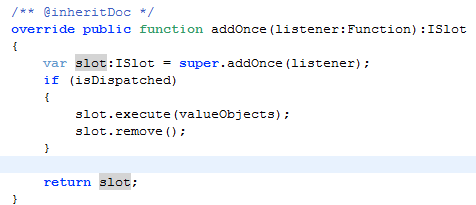 /** @inheritDoc */
override public function addOnce(listener:Function):ISlot
{
    var slot:ISlot = super.addOnce(listener);
    if (isDispatched)
    {
        slot.execute(valueObjects);
        slot.remove();
    }

    return slot;
}